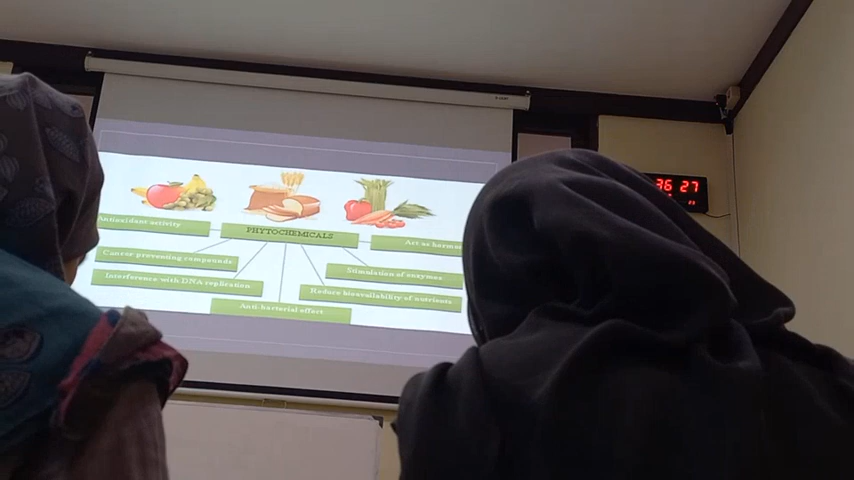 Antioxidant activity
PHYTOCHEMICALS
Act as hormon
Cancer preventing compounds
Stimulation of enzymes
Interference with DNA replication
Reduce bioavailability of nutrients
Anti-bacterial effect
36 27